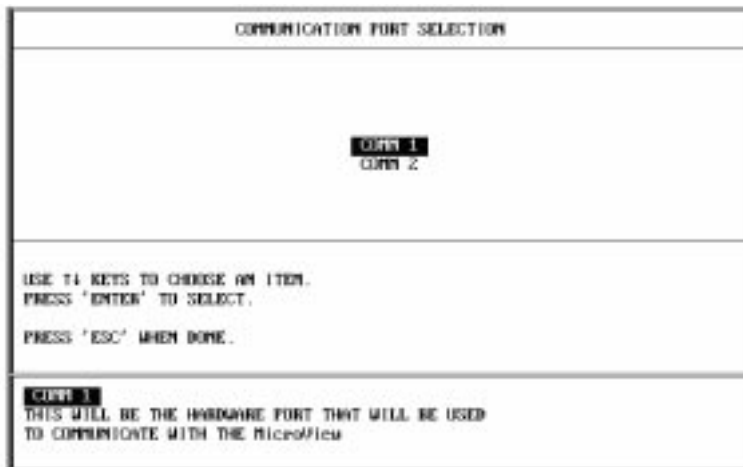 COMMUNICATION PORT SELECTION
COMM 1
COMM 2
USE ↑↓ KEYS TO CHOOSE AN ITEM.
PRESS 'ENTER' TO SELECT.
PRESS 'ESC' WHEN DONE.
COMM 1
THIS WILL BE THE HARDWARE PORT THAT WILL BE USED
TO COMMUNICATE WITH THE MicroView